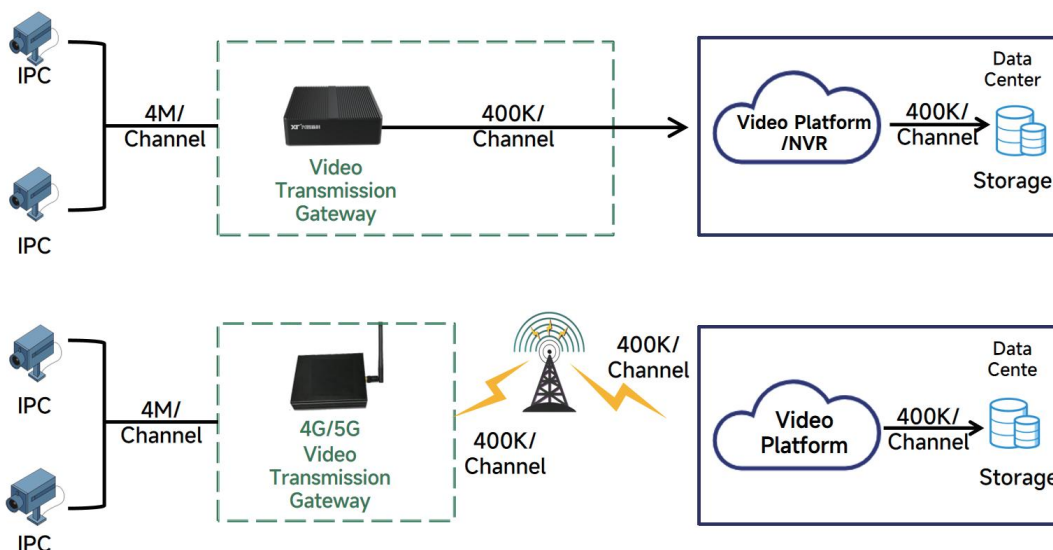 IPC
IPC
4M/
Channel
Video
Transmission
Gateway
400K/
Channel
Video Platform
/NVR
400K/
Channel
Data
Center
Storage
IPC
IPC
4M/
Channel
4G/5G
Video
Transmission
Gateway
400K/
Channel
400K/
Channel
Video
Platform
400K/
Channel
Data
Cente
Storage